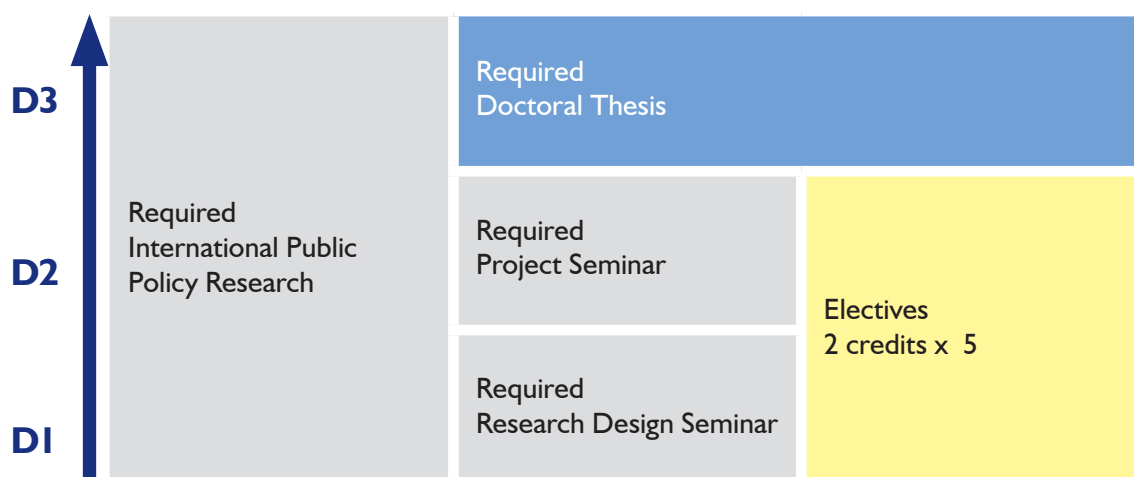 D3
D2
D1
Required
International Public
Policy Research
Required
Doctoral Thesis
Required
Project Seminar
Required
Research Design Seminar
Electives
2 credits x 5